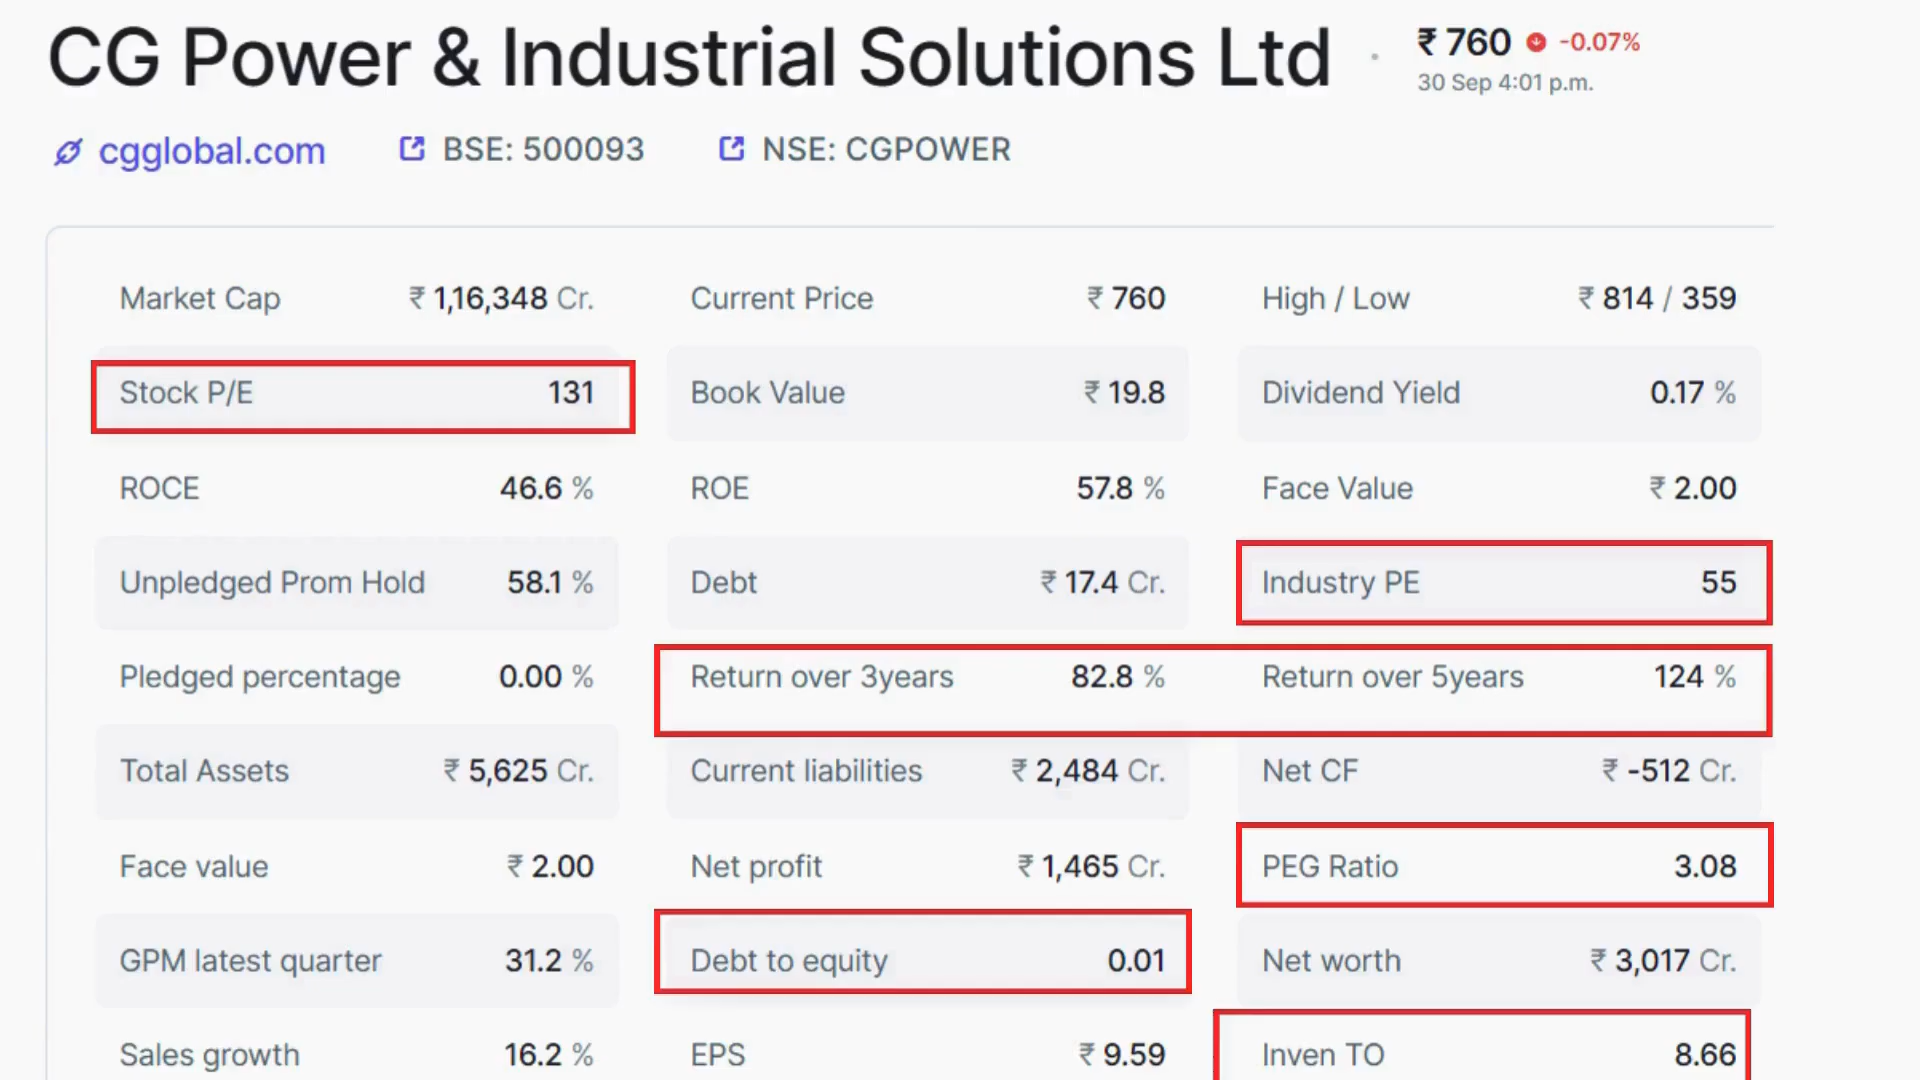 CG Power & Industrial Solutions Ltd
₹ 760 -0.07%
30 Sep 4:01 p.m.
cgglobal.com BSE: 500093 NSE: CGPOWER
Market Cap ₹ 1,16,348 Cr. Current Price ₹ 760 High / Low ₹ 814 / 359
Stock P/E 131 Book Value ₹ 19.8 Dividend Yield 0.17 %
ROCE 46.6 % ROE 57.8 % Face Value ₹ 2.00
Unpledged Prom Hold 58.1 % Debt ₹ 17.4 Cr. Industry PE 55
Pledged percentage 0.00 % Return over 3years 82.8 % Return over 5years 124 %
Total Assets ₹ 5,625 Cr. Current liabilities ₹ 2,484 Cr. Net CF ₹ -512 Cr.
Face value ₹ 2.00 Net profit ₹ 1,465 Cr. PEG Ratio 3.08
GPM latest quarter 31.2 % Debt to equity 0.01 Net worth ₹ 3,017 Cr.
Sales growth 16.2 % EPS ₹ 9.59 Inven TO 8.66